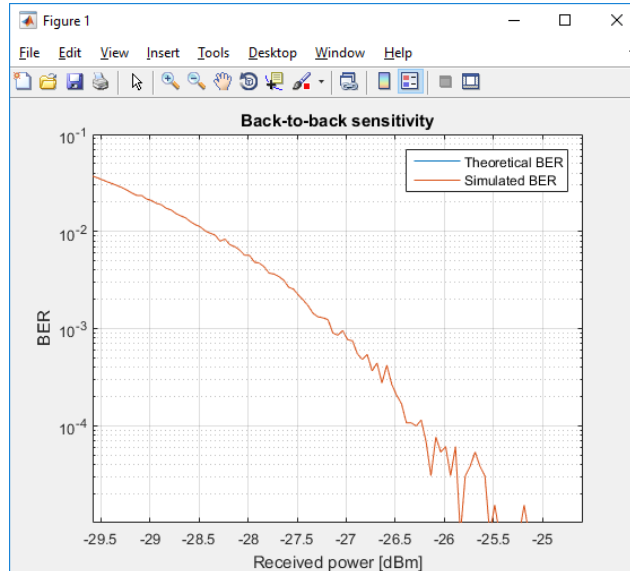 Figure 1
File Edit View Insert Tools Desktop Window Help
Back-to-back sensitivity
Theoretical BER
Simulated BER
10-1
10-2
10-3
10-4
BER
-29.5 -29 -28.5 -28 -27.5 -27 -26.5 -26 -25.5 -25
Received power [dBm]